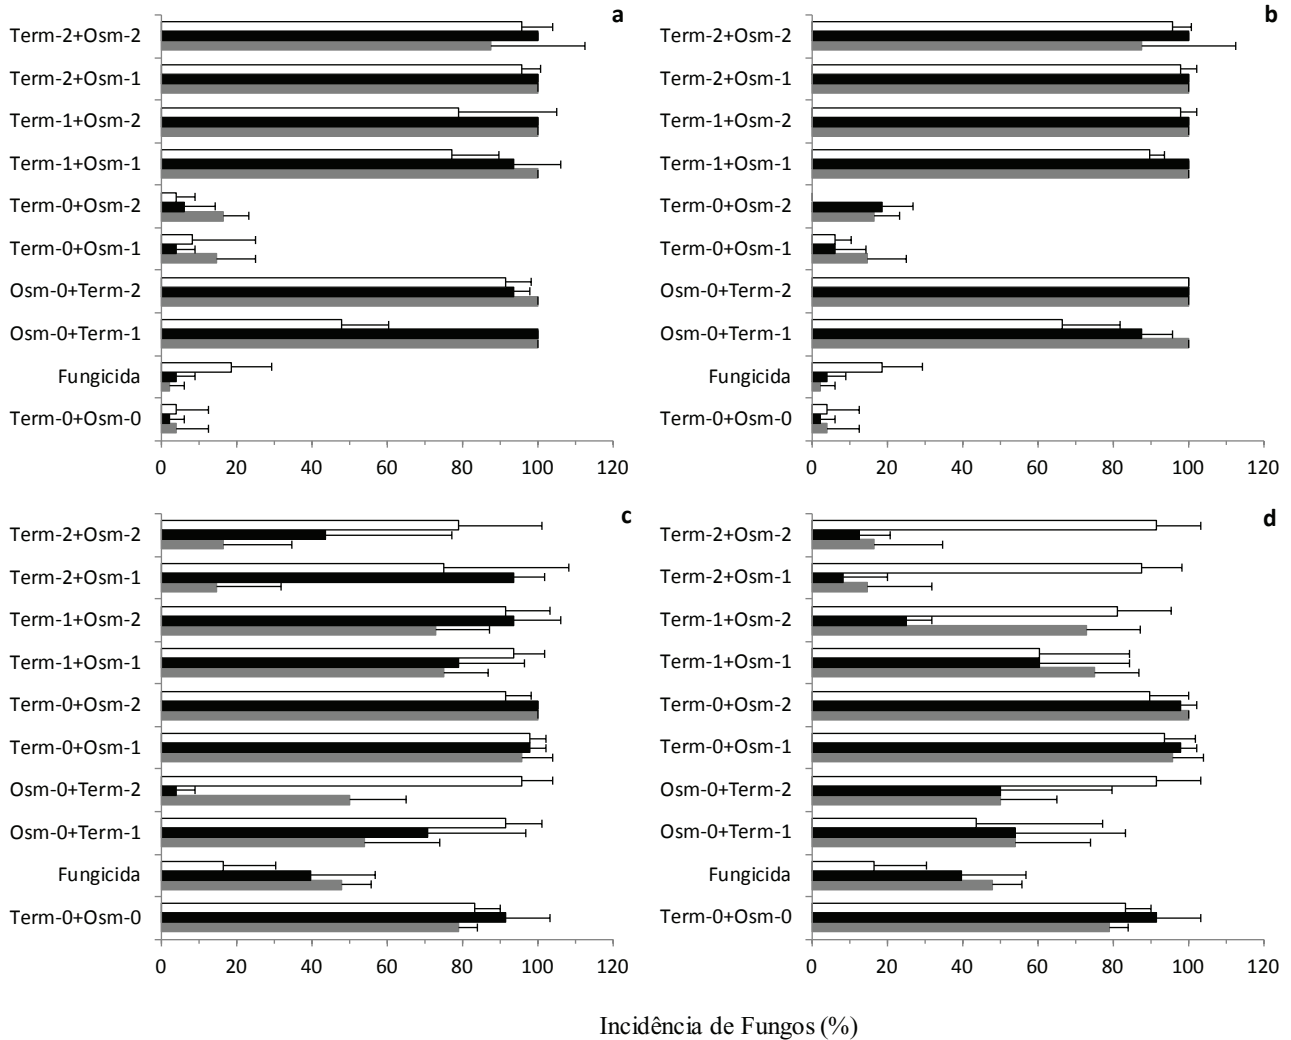 a
Term-2+Osm-2
Term-2+Osm-1
Term-1+Osm-2
Term-1+Osm-1
Term-0+Osm-2
Term-0+Osm-1
Osm-0+Term-2
Osm-0+Term-1
Fungicida
Term-0+Osm-0
0 20 40 60 80 100 120
b
Term-2+Osm-2
Term-2+Osm-1
Term-1+Osm-2
Term-1+Osm-1
Term-0+Osm-2
Term-0+Osm-1
Osm-0+Term-2
Osm-0+Term-1
Fungicida
Term-0+Osm-0
0 20 40 60 80 100 120
c
Term-2+Osm-2
Term-2+Osm-1
Term-1+Osm-2
Term-1+Osm-1
Term-0+Osm-2
Term-0+Osm-1
Osm-0+Term-2
Osm-0+Term-1
Fungicida
Term-0+Osm-0
0 20 40 60 80 100 120
d
Term-2+Osm-2
Term-2+Osm-1
Term-1+Osm-2
Term-1+Osm-1
Term-0+Osm-2
Term-0+Osm-1
Osm-0+Term-2
Osm-0+Term-1
Fungicida
Term-0+Osm-0
0 20 40 60 80 100 120
Incidência de Fungos (%)